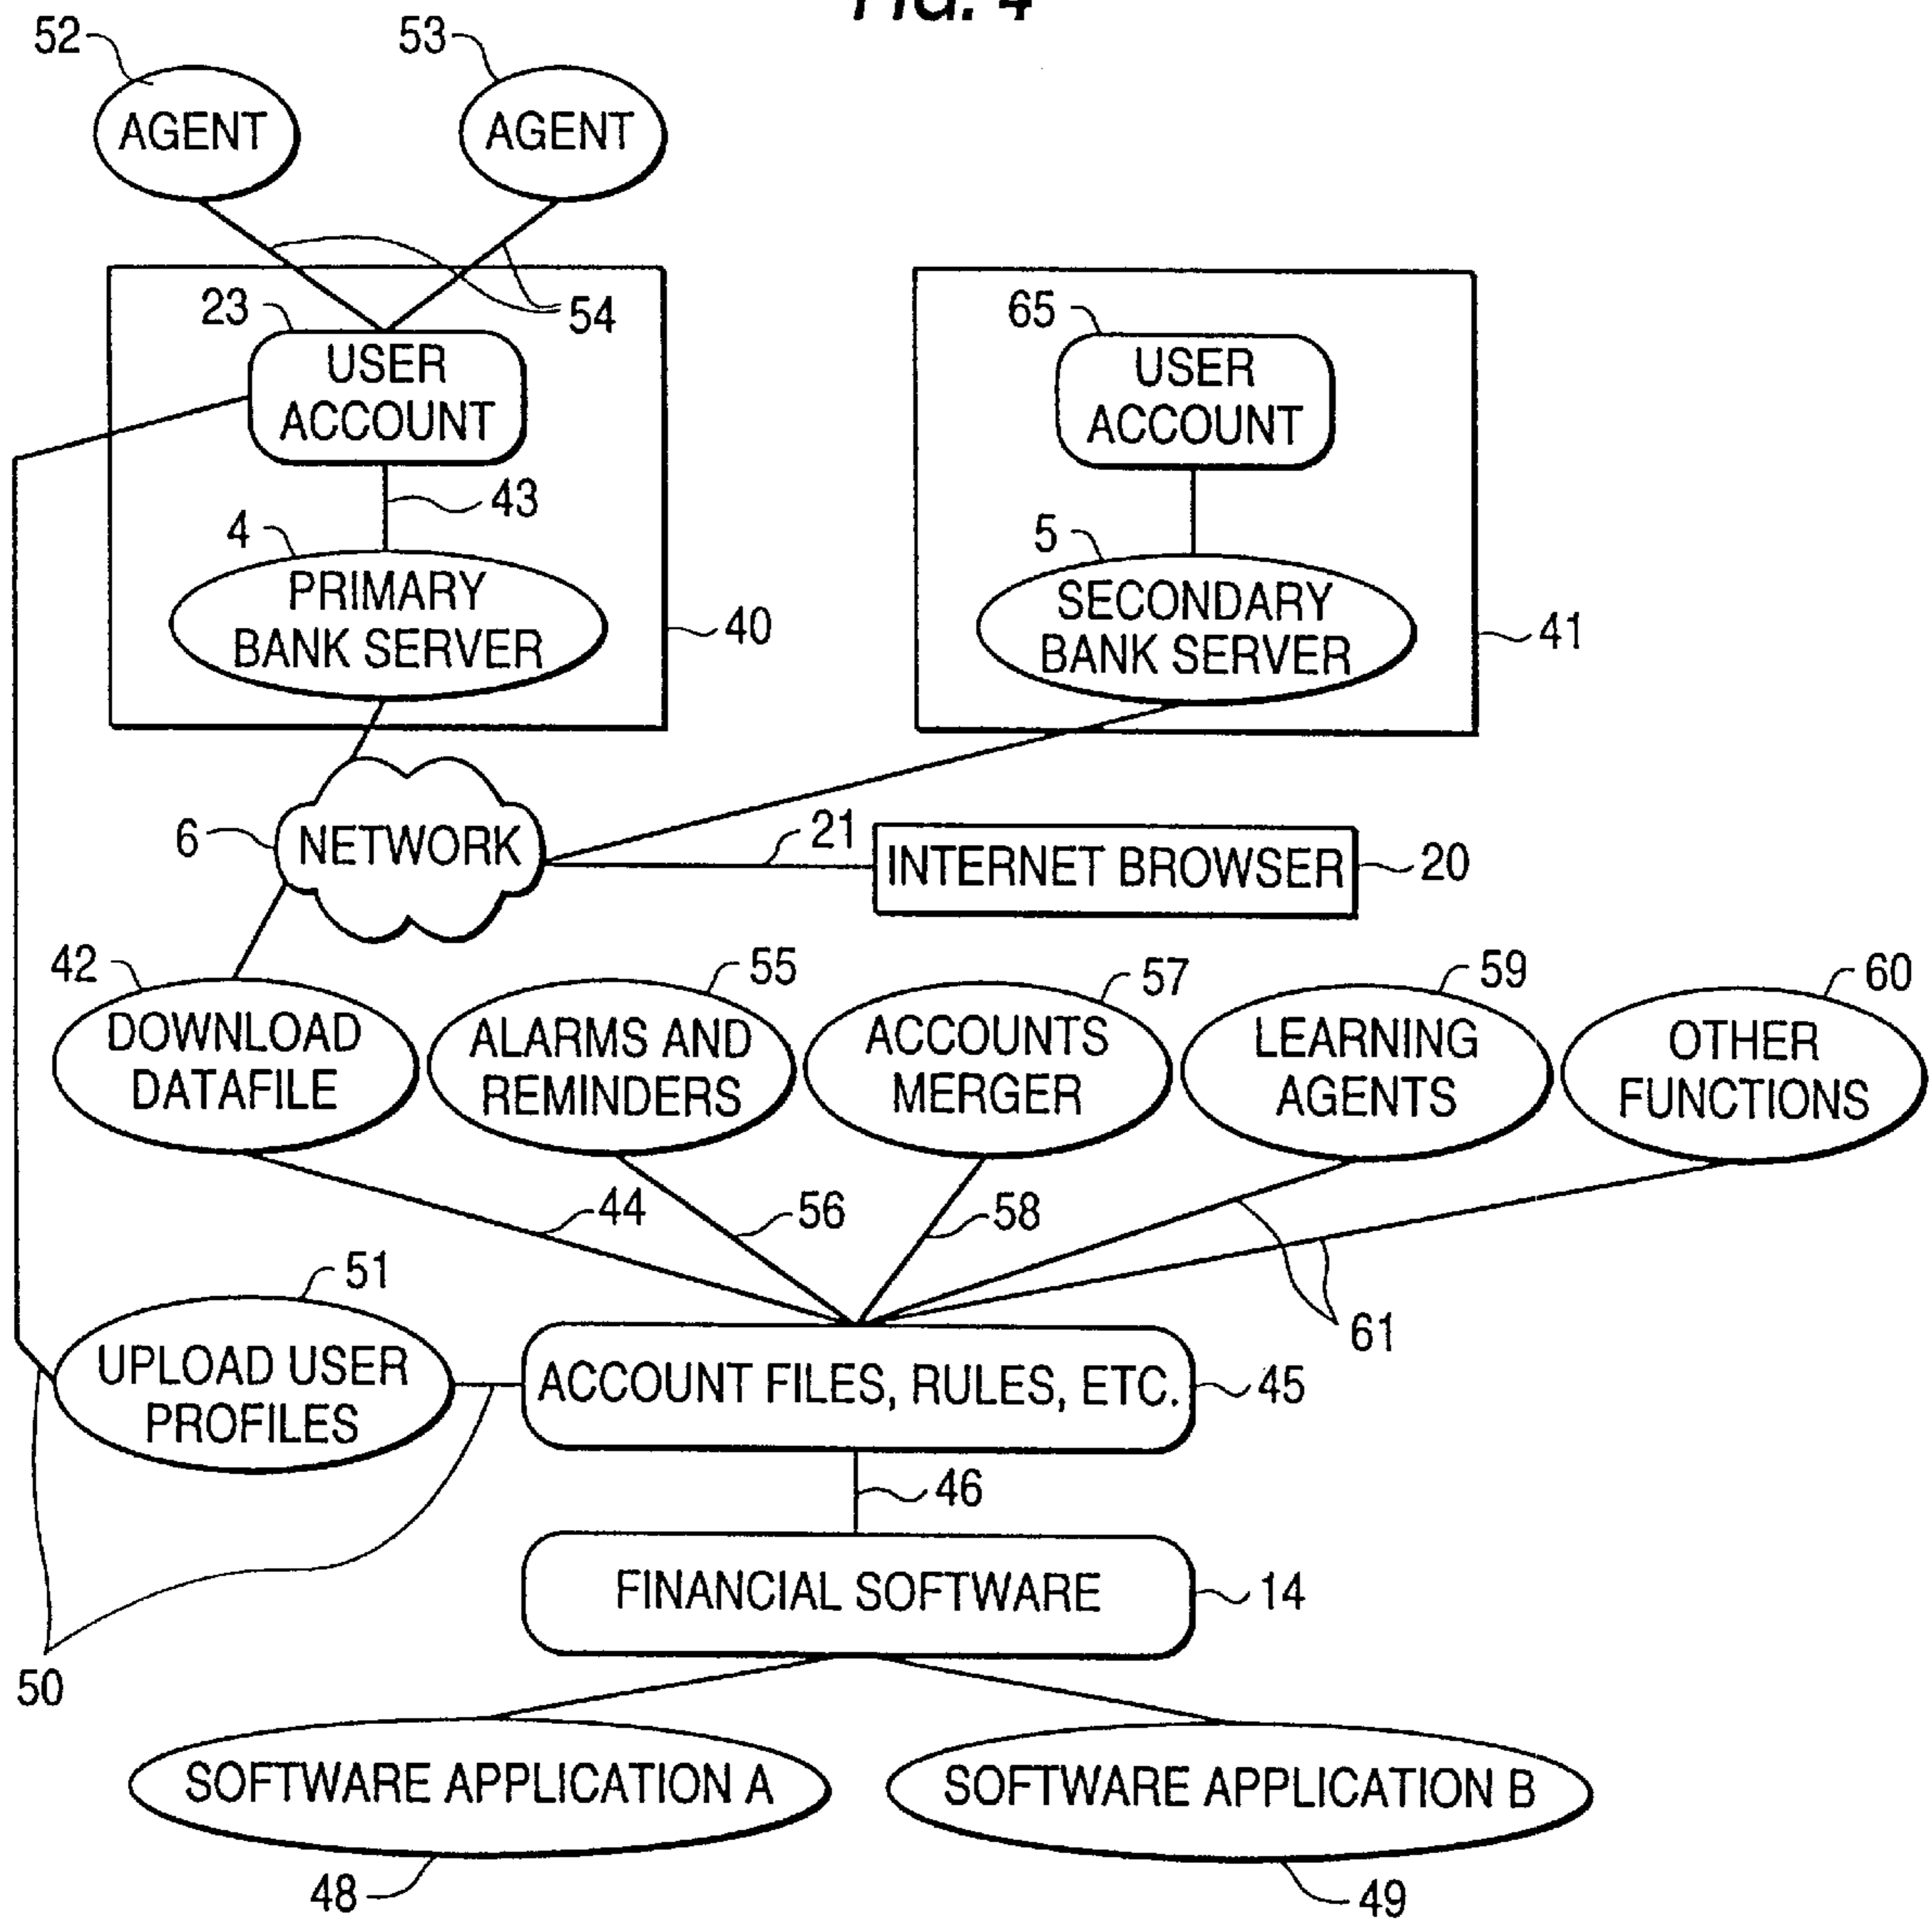 FIG. 4
52
53
AGENT
AGENT
23
54
65
USER
ACCOUNT
USER
ACCOUNT
43
4
5
PRIMARY
BANK SERVER
SECONDARY
BANK SERVER
40
41
6
NETWORK
21
INTERNET BROWSER
20
42
55
57
59
60
DOWNLOAD
DATAFILE
ALARMS AND
REMINDERS
ACCOUNTS
MERGER
LEARNING
AGENTS
OTHER
FUNCTIONS
44
56
58
61
51
UPLOAD USER
PROFILES
ACCOUNT FILES, RULES, ETC.
45
46
FINANCIAL SOFTWARE
14
50
SOFTWARE APPLICATION A
SOFTWARE APPLICATION B
48
49